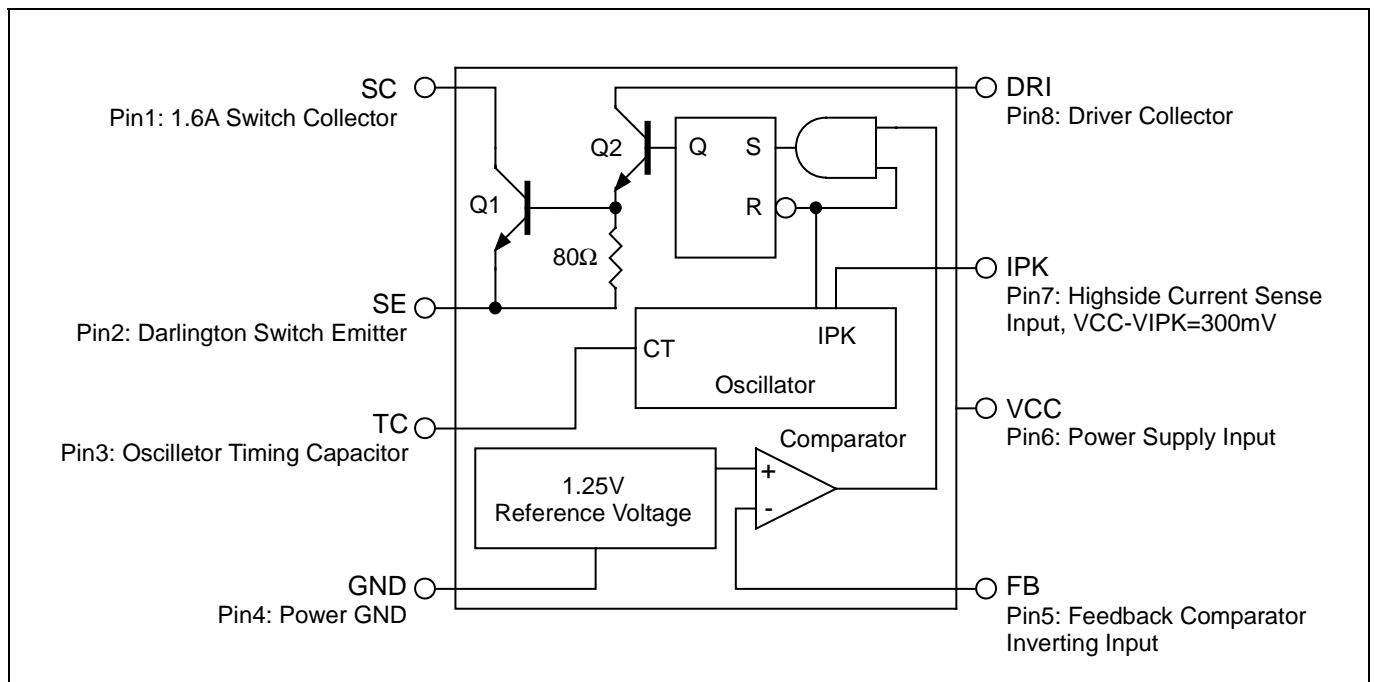 SC
Pin1: 1.6A Switch Collector
DRI
Pin8: Driver Collector
Q2
Q
S
R
Q1
80Ω
SE
Pin2: Darlington Switch Emitter
IPK
Pin7: Highside Current Sense
Input, VCC-VIPK=300mV
CT
IPK
Oscillator
TC
Pin3: Oscilletor Timing Capacitor
VCC
Pin6: Power Supply Input
Comparator
1.25V
Reference Voltage
+
-
GND
Pin4: Power GND
FB
Pin5: Feedback Comparator
Inverting Input